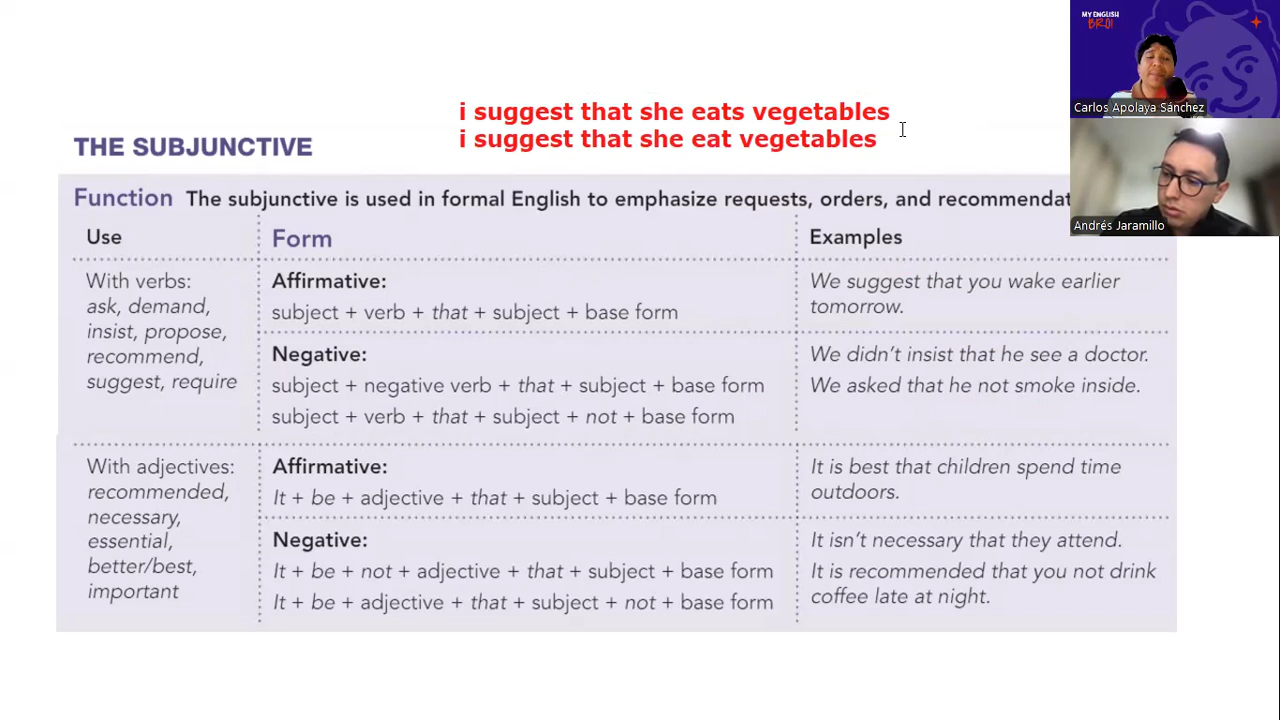 MY ENGLISH
BRO!
Carlos Apolaya Sánchez
Andrés Jaramillo
i suggest that she eats vegetables
i suggest that she eat vegetables
THE SUBJUNCTIVE
Function The subjunctive is used in formal English to emphasize requests, orders, and
Use
Form
Examples
With verbs:
ask, demand,
insist, propose,
recommend,
suggest, require
Affirmative:
subject + verb + that + subject + base form
We suggest that you wake earlier
tomorrow.
Negative:
subject + negative verb + that + subject + base form
subject + verb + that + subject + not + base form
We didn't insist that he see a doctor.
We asked that he not smoke inside.
With adjectives:
recommended,
necessary,
essential,
better/best,
important
Affirmative:
It + be + adjective + that + subject + base form
It is best that children spend time
outdoors.
Negative:
It + be + not + adjective + that + subject + base form
It + be + adjective + that + subject + not + base form
It isn't necessary that they attend.
It is recommended that you not drink
coffee late at night.